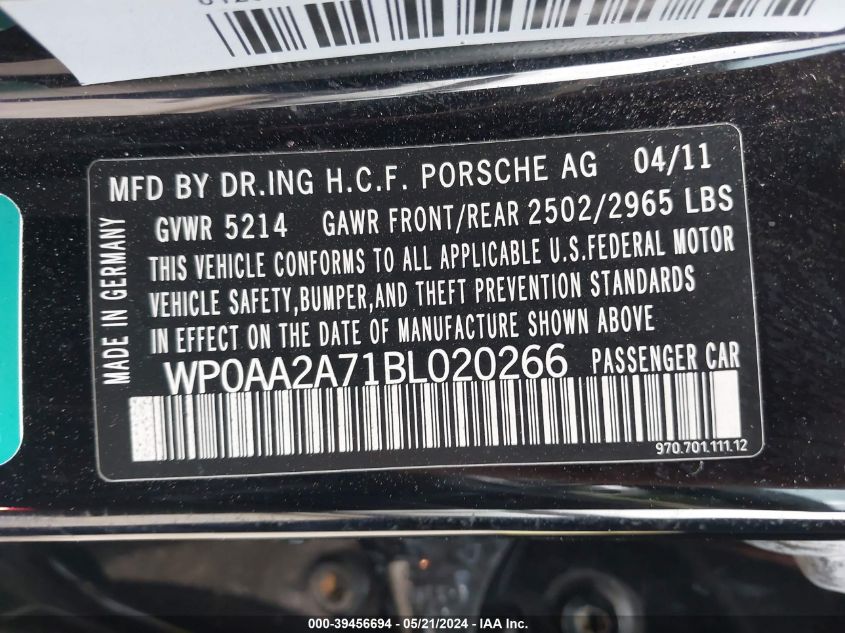 MFD BY DR.ING H.C.F. PORSCHE AG 04/11
GVWR 5214 GAWR FRONT/REAR 2502/2965 LBS
THIS VEHICLE CONFORMS TO ALL APPLICABLE U.S.FEDERAL MOTOR
VEHICLE SAFETY,BUMPER,AND THEFT PREVENTION STANDARDS
IN EFFECT ON THE DATE OF MANUFACTURE SHOWN ABOVE
WP0AA2A71BL020266 PASSENGER CAR
970.701.111.12
MADE IN GERMANY
000-39456694 - 05/21/2024 - IAA Inc.